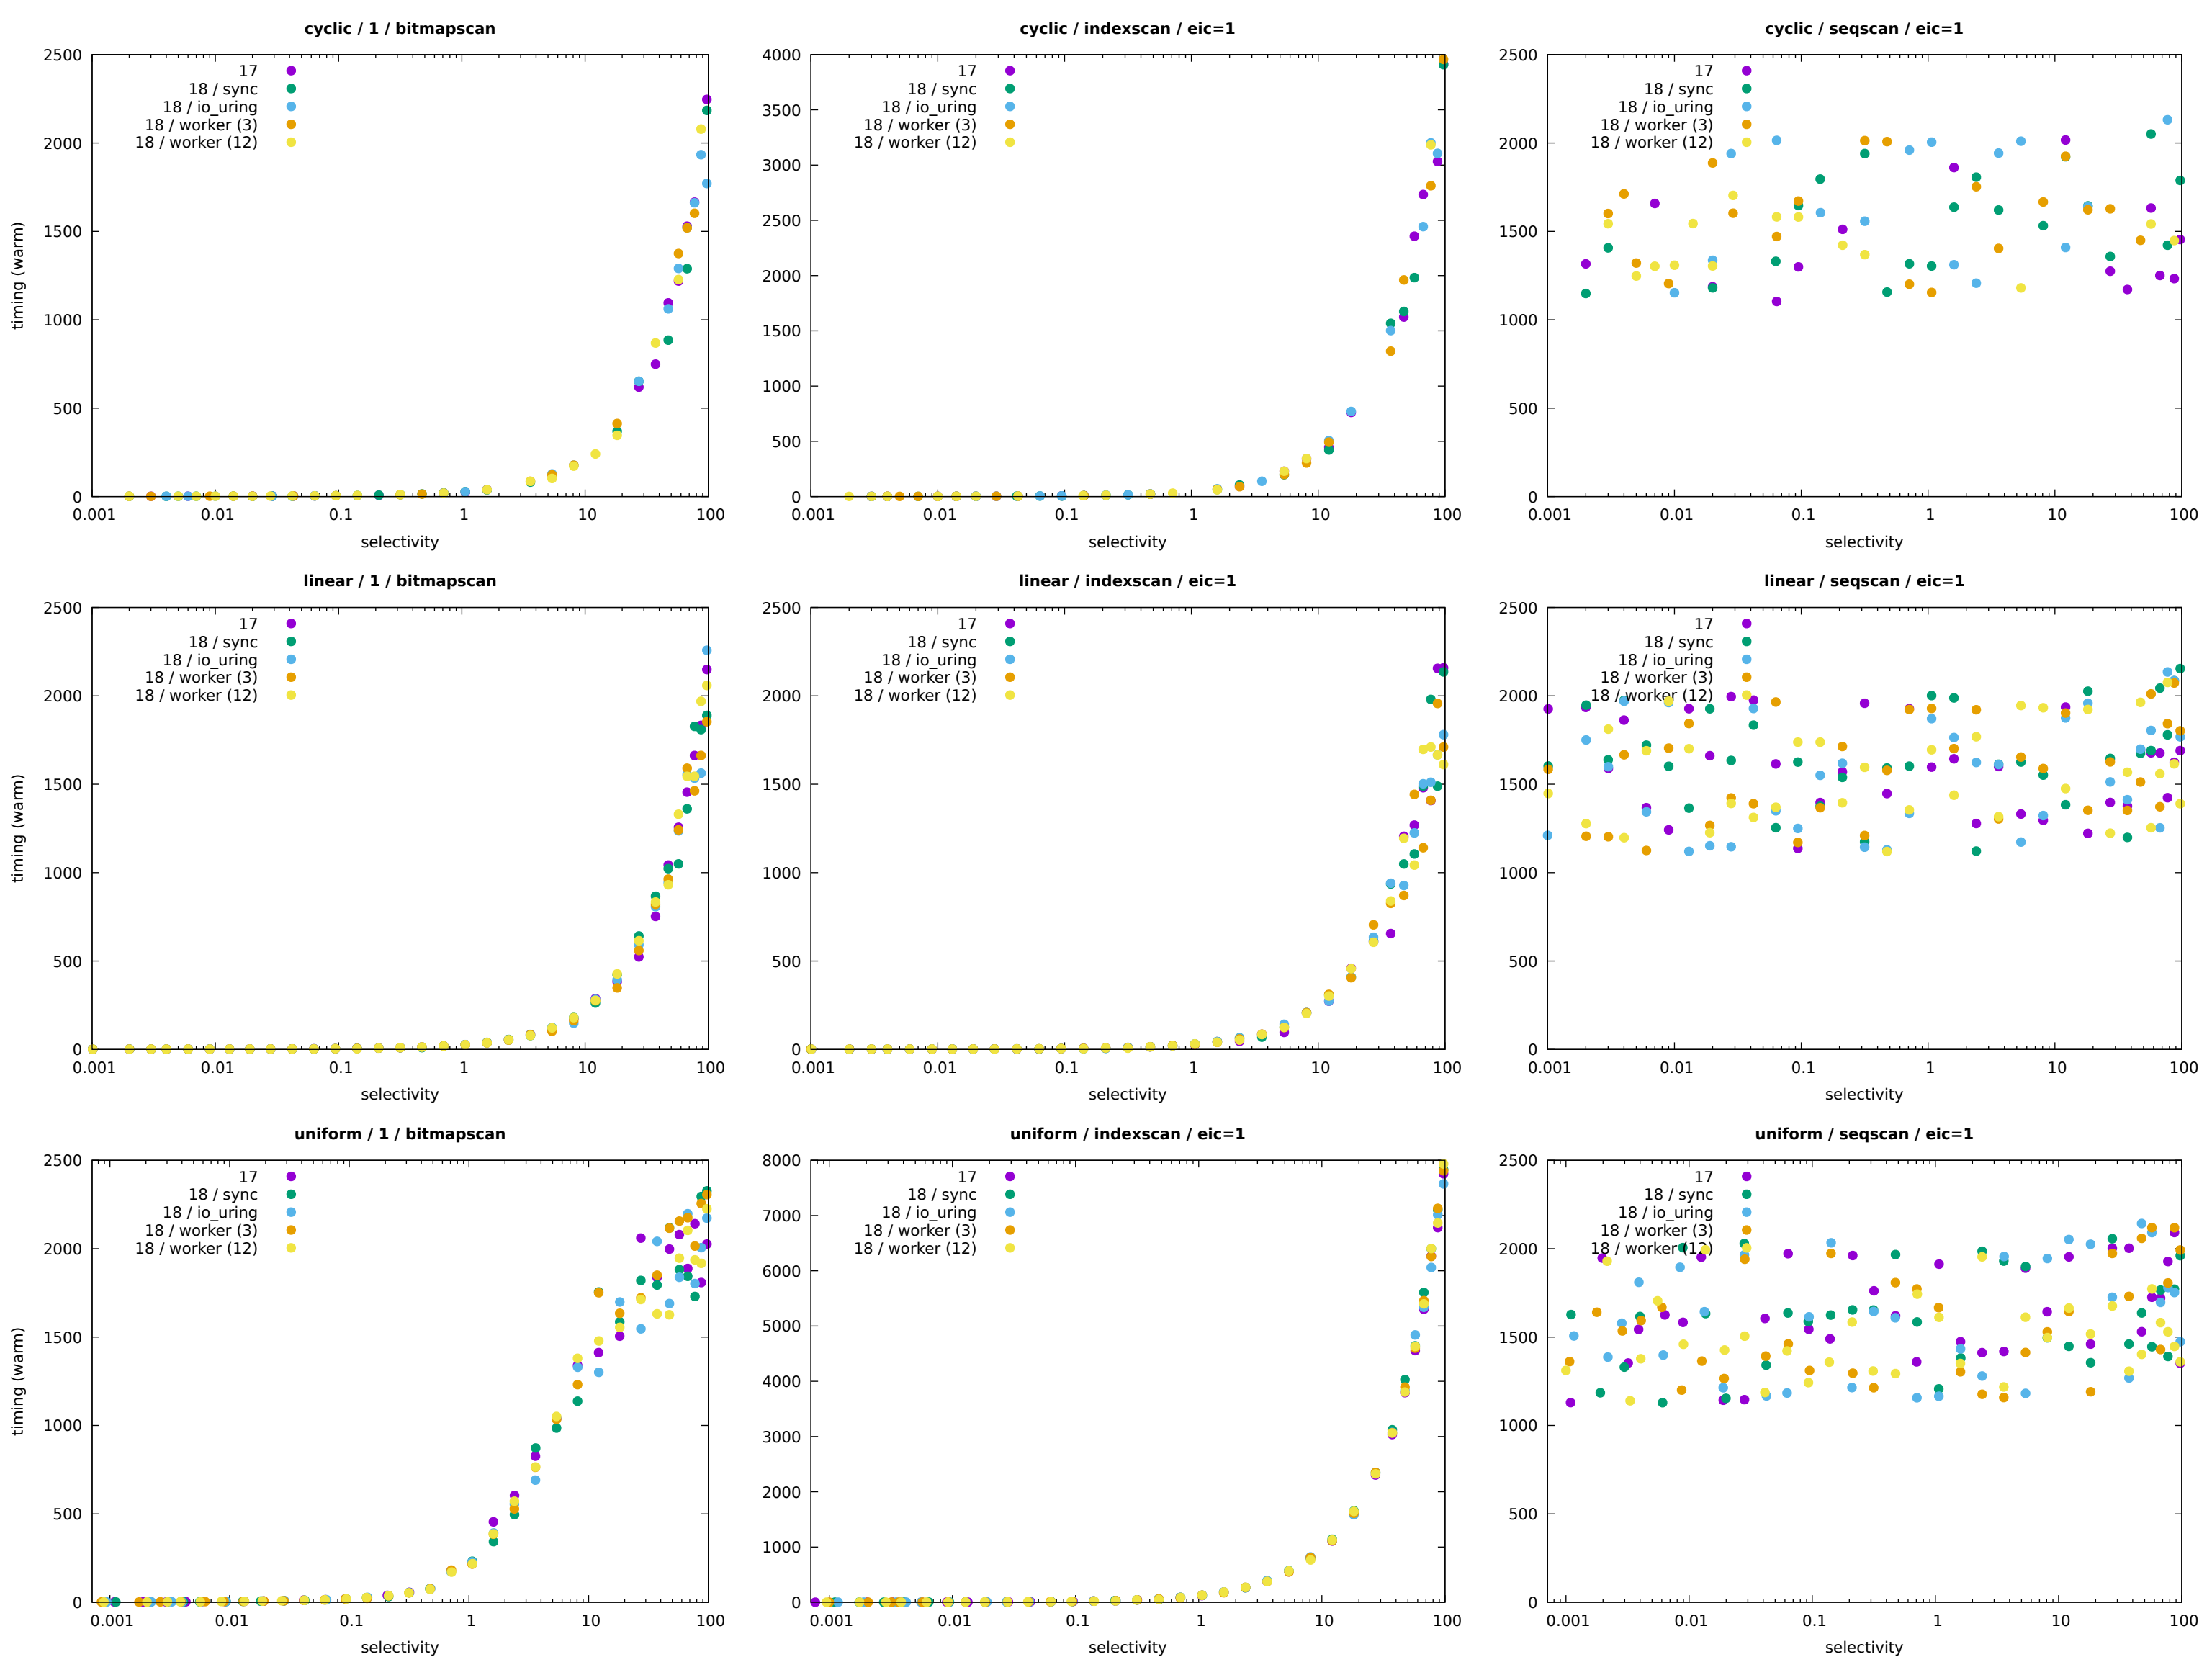 cyclic / 1 / bitmapscan
timing (warm)
2500
2000
1500
1000
500
0
17
18 / sync
18 / io_uring
18 / worker (3)
18 / worker (12)
0.001 0.01 0.1 1 10 100
selectivity
cyclic / indexscan / eic=1
4000
3500
3000
2500
2000
1500
1000
500
0
17
18 / sync
18 / io_uring
18 / worker (3)
18 / worker (12)
0.001 0.01 0.1 1 10 100
selectivity
cyclic / seqscan / eic=1
2500
2000
1500
1000
500
0
17
18 / sync
18 / io_uring
18 / worker (3)
18 / worker (12)
0.001 0.01 0.1 1 10 100
selectivity
linear / 1 / bitmapscan
timing (warm)
2500
2000
1500
1000
500
0
17
18 / sync
18 / io_uring
18 / worker (3)
18 / worker (12)
0.001 0.01 0.1 1 10 100
selectivity
linear / indexscan / eic=1
2500
2000
1500
1000
500
0
17
18 / sync
18 / io_uring
18 / worker (3)
18 / worker (12)
0.001 0.01 0.1 1 10 100
selectivity
linear / seqscan / eic=1
2500
2000
1500
1000
500
0
17
18 / sync
18 / io_uring
18 / worker (3)
18 / worker (12)
0.001 0.01 0.1 1 10 100
selectivity
uniform / 1 / bitmapscan
timing (warm)
2500
2000
1500
1000
500
0
17
18 / sync
18 / io_uring
18 / worker (3)
18 / worker (12)
0.001 0.01 0.1 1 10 100
selectivity
uniform / indexscan / eic=1
8000
7000
6000
5000
4000
3000
2000
1000
0
17
18 / sync
18 / io_uring
18 / worker (3)
18 / worker (12)
0.001 0.01 0.1 1 10 100
selectivity
uniform / seqscan / eic=1
2500
2000
1500
1000
500
0
17
18 / sync
18 / io_uring
18 / worker (3)
18 / worker (12)
0.001 0.01 0.1 1 10 100
selectivity